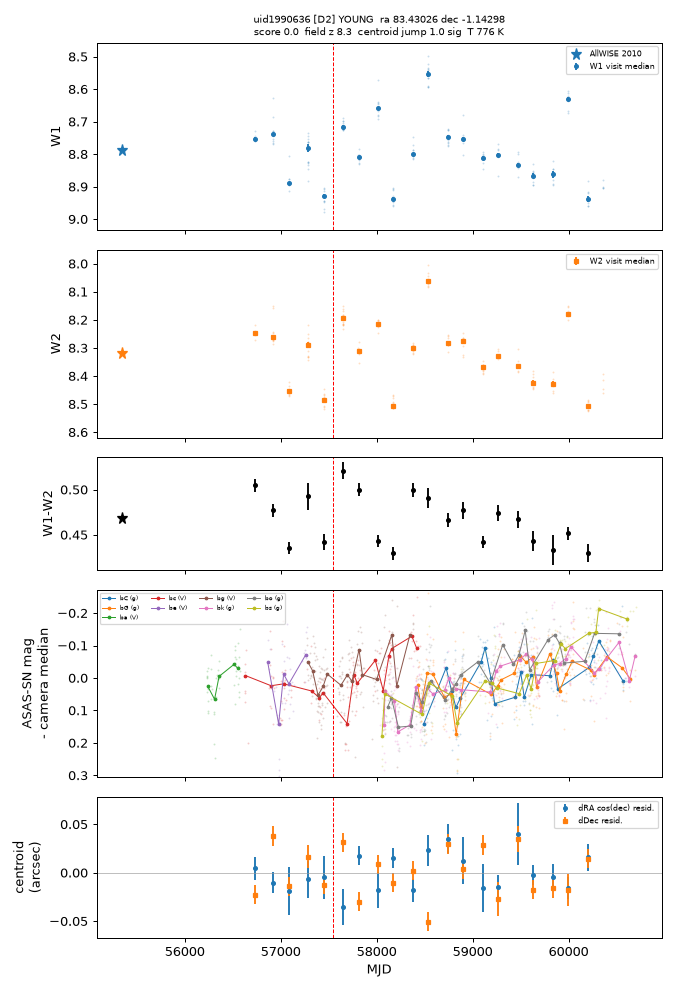 uid1990636 [D2] YOUNG ra 83.43026 dec -1.14298
score 0.0 field z 8.3 centroid jump 1.0 sig T 776 K
8.5
8.6
8.7
8.8
8.9
9.0
W1
AllWISE 2010
W1 visit median
8.0
8.1
8.2
8.3
8.4
8.5
8.6
W2
W2 visit median
0.50
0.45
W1-W2
−0.2
−0.1
0.0
0.1
0.2
0.3
ASAS-SN mag
- camera median
bC (g)
bG (g)
ba (V)
bc (V)
be (V)
bg (V)
bk (g)
bo (g)
bs (g)
0.05
0.00
−0.05
centroid
(arcsec)
dRA cos(dec) resid.
dDec resid.
56000
57000
58000
59000
60000
MJD